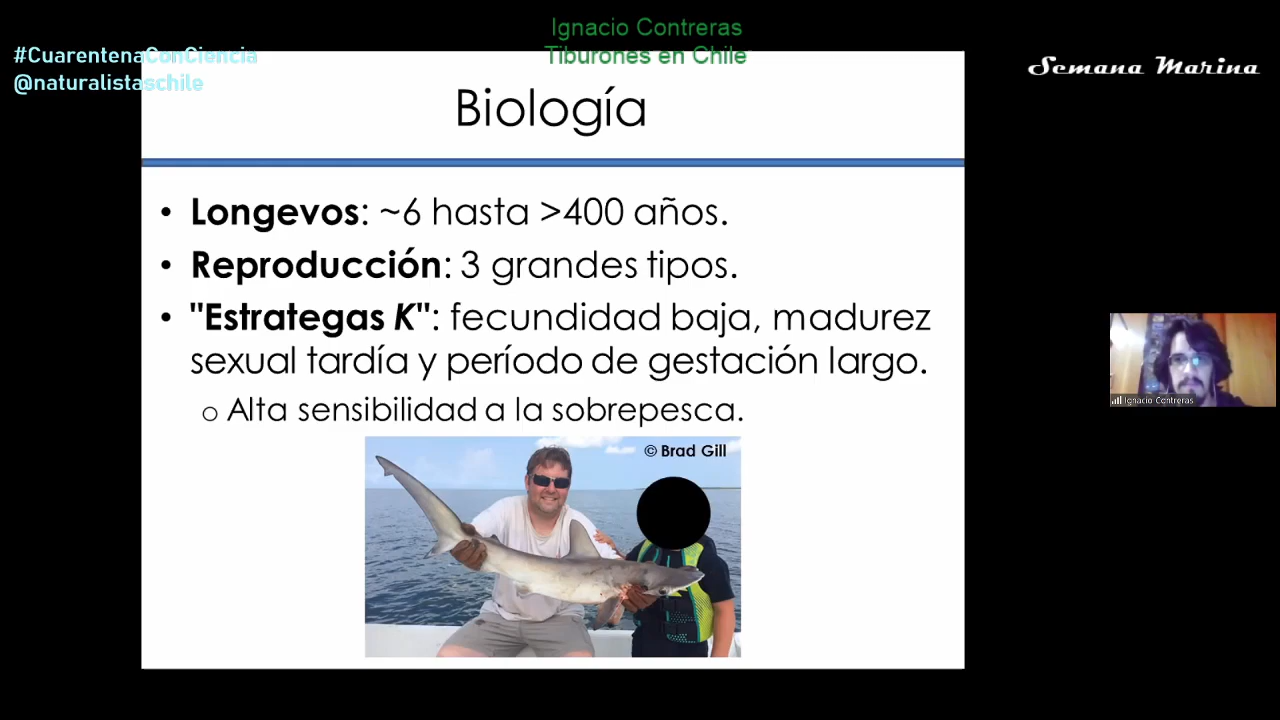 Ignacio Contreras
Tiburones en Chile
#CuarentenaConCiencia
@naturalistaschile
Semana Marina
Biología
• Longevos: ~6 hasta >400 años.
• Reproducción: 3 grandes tipos.
• "Estrategas K": fecundidad baja, madurez
sexual tardía y período de gestación largo.
o Alta sensibilidad a la sobrepesca.
© Brad Gill
Ignacio Contreras